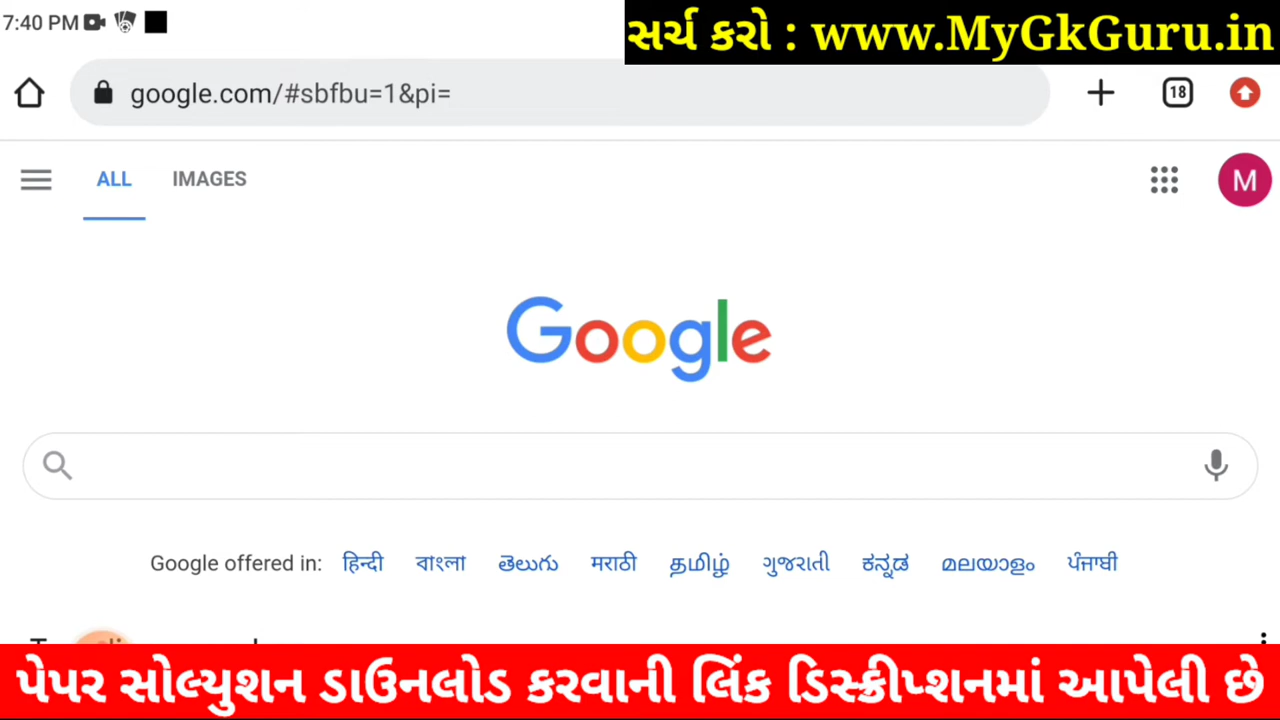 7:40 PM
સર્ચ કરો : www.MyGkGuru.in
google.com/#sbfbu=1&pi=
18
ALL IMAGES
M
Google
Google offered in: हिन्दी বাংলা తెలుగు मराठी தமிழ் ગુજરાતી ಕನ್ನಡ മലയാളം ਪੰਜਾਬੀ
પેપર સોલ્યુશન ડાઉનલોડ કરવાની લિંક ડિસ્ક્રીપ્શનમાં આપેલી છે